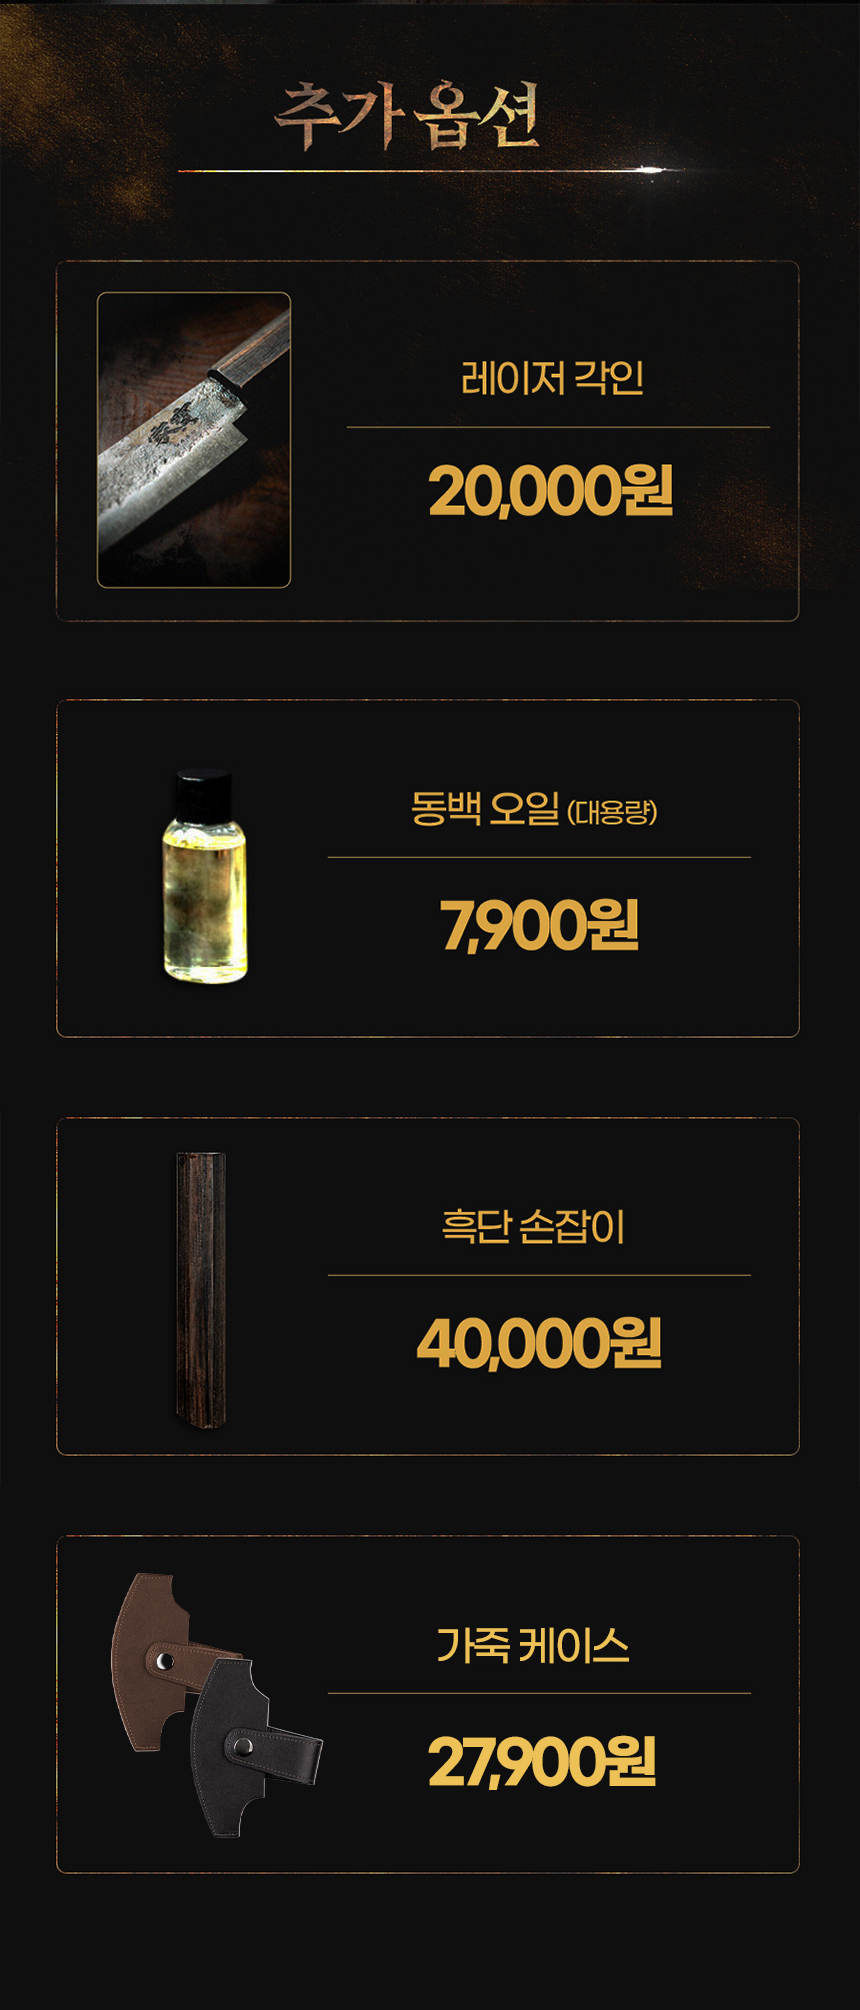 추가 옵션
레이저 각인
20,000원
동백 오일 (대용량)
7,900원
흑단 손잡이
40,000원
가죽 케이스
27,900원